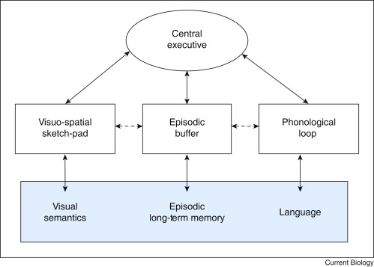 Central
executive
Visuo-spatial
sketch-pad
Episodic
buffer
Phonological
loop
Visual
semantics
Episodic
long-term memory
Language
Current Biology